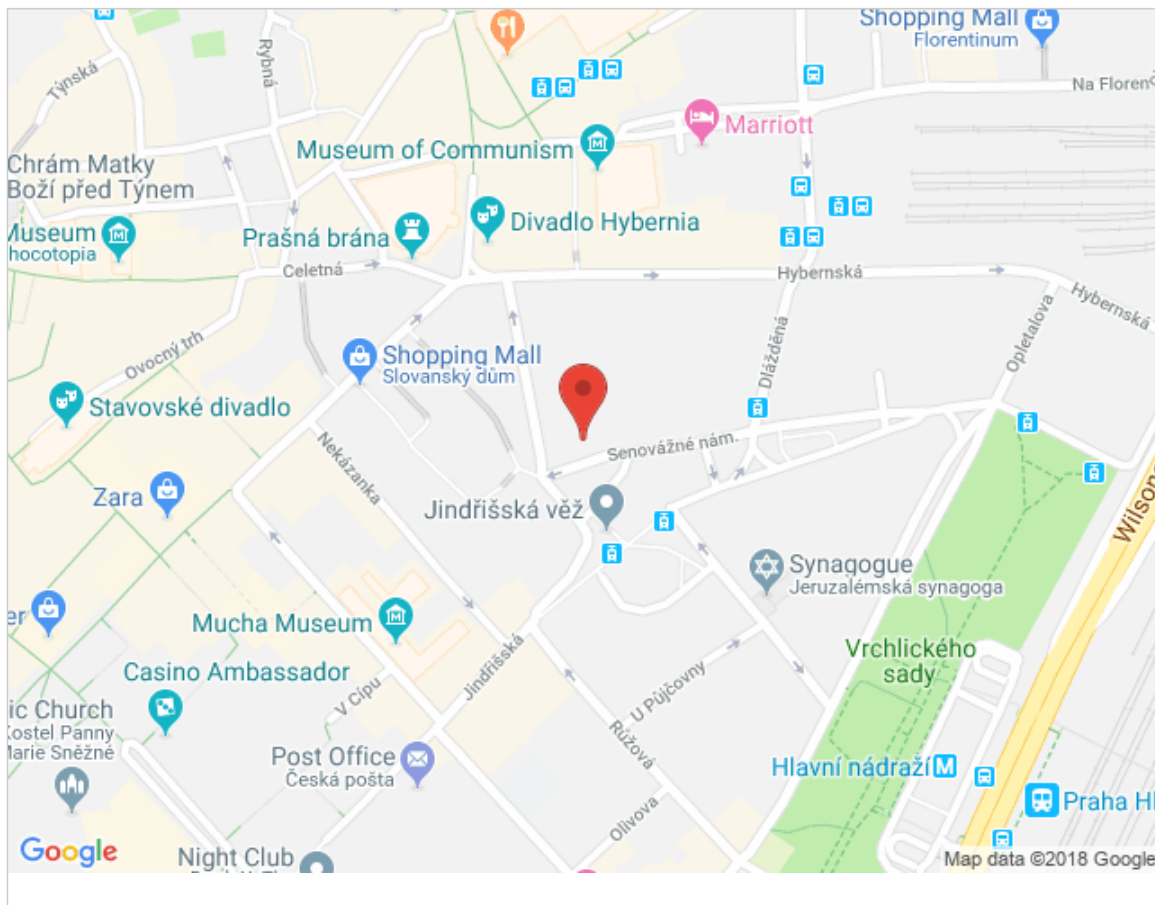 Shopping Mall
Florentinum
Rybná
Týnská
Na Florenc
Marriott
Museum of Communism
Chrám Matky
Boží před Týnem
Divadlo Hybernia
Museum
hocotopia
Prašná brána
Celetná
Hybernská
Hybernská
Opletalova
Dlážděná
Ovocný trh
Shopping Mall
Slovanský dům
Stavovské divadlo
Nekázanka
Senovážné nám.
Zara
Jindřišská věž
Wilsono
Synagogue
Jeruzalémská synagoga
er
Mucha Museum
Jindřišská
Vrchlického
sady
Casino Ambassador
V Cípu
U Půjčovny
ic Church
Kostel Panny
Marie Sněžné
Post Office
Česká pošta
Růžová
Hlavní nádraží M
Praha Hl
Olivova
Google
Night Club
Map data ©2018 Google